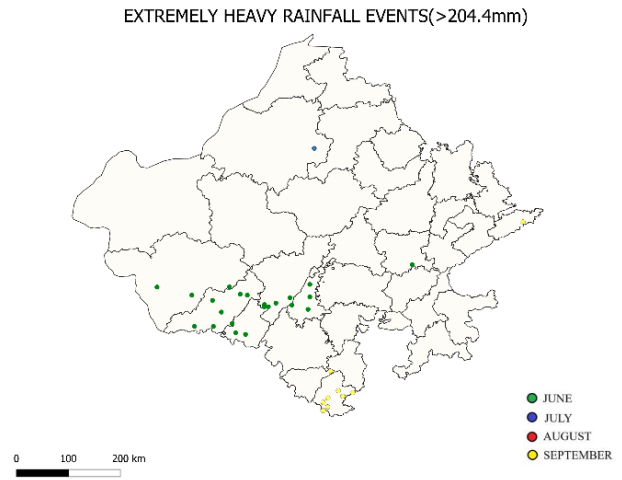 EXTREMELY HEAVY RAINFALL EVENTS(>204.4mm)
JUNE
JULY
AUGUST
SEPTEMBER
0 100 200 km